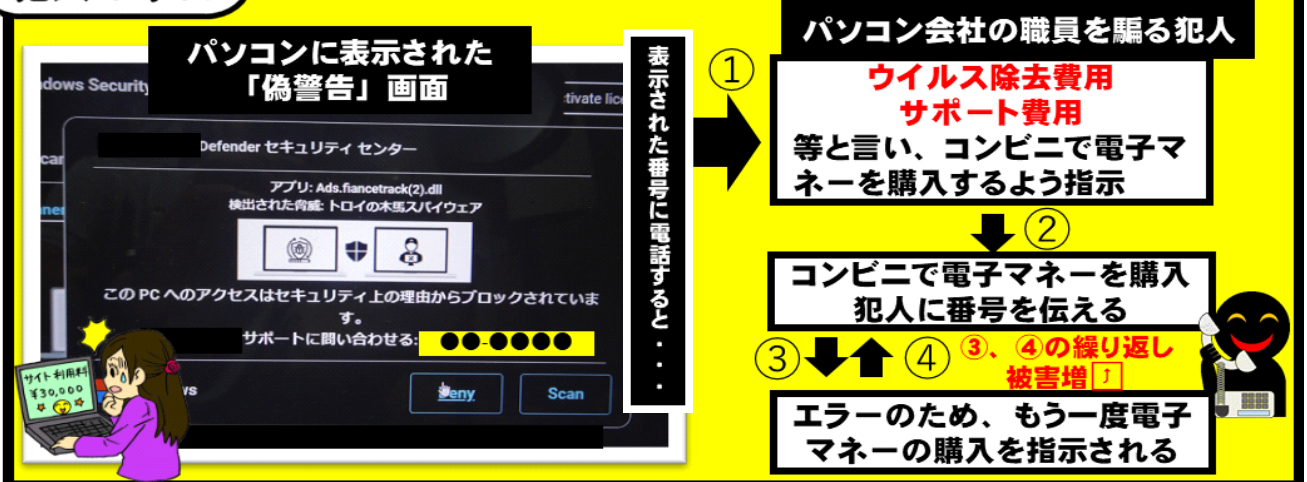 パソコンに表示された
「偽警告」画面
dows Security
tivate lice
Defender セキュリティ センター
アプリ: Ads.fiancetrack(2).dll
検出された脅威: トロイの木馬スパイウェア
この PC へのアクセスはセキュリティ上の理由からブロックされていま
す。
サポートに問い合わせる: ●●-●●●●
Deny
Scan
サイト利用料
¥30,000
表示された番号に電話すると・・・
①
パソコン会社の職員を騙る犯人
ウイルス除去費用
サポート費用
等と言い、コンビニで電子マ
ネーを購入するよう指示
②
コンビニで電子マネーを購入
犯人に番号を伝える
③ ④
③、④の繰り返し
被害増⤴
エラーのため、もう一度電子
マネーの購入を指示される